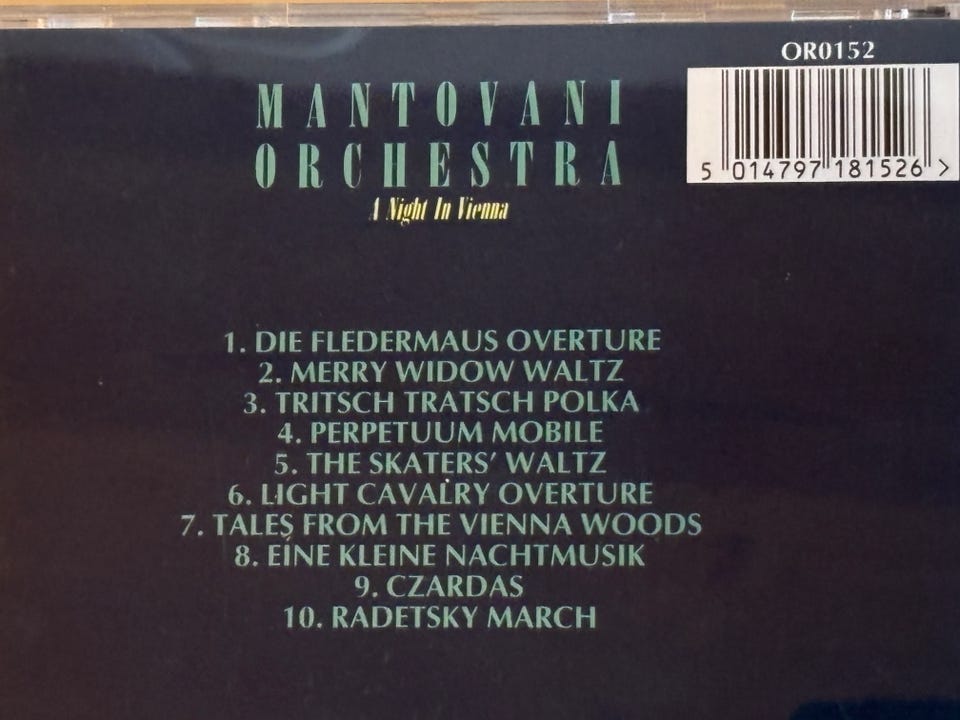 OR0152
MANTOVANI
ORCHESTRA
A Night In Vienna
5 014797 181526 >
1. DIE FLEDERMAUS OVERTURE
2. MERRY WIDOW WALTZ
3. TRITSCH TRATSCH POLKA
4. PERPETUUM MOBILE
5. THE SKATERS' WALTZ
6. LIGHT CAVALRY OVERTURE
7. TALES FROM THE VIENNA WOODS
8. EINE KLEINE NACHTMUSIK
9. CZARDAS
10. RADETSKY MARCH